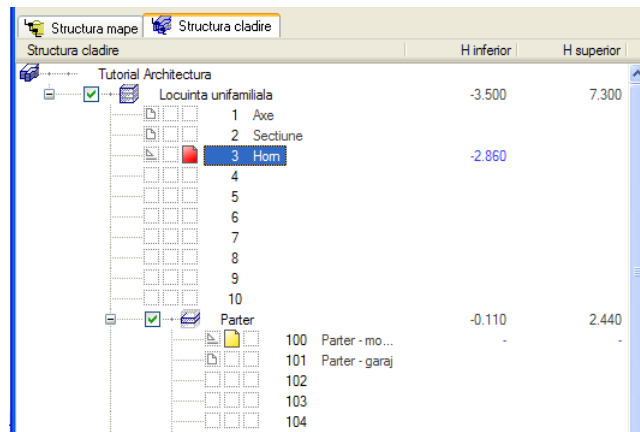 Structura mape Structura cladire
Structura cladire H inferior H superior
Tutorial Architectura
Locuinta unifamiliala -3.500 7.300
1 Axe
2 Sectiune
3 Horn -2.860
4
5
6
7
8
9
10
Parter -0.110 2.440
100 Parter - mo... - -
101 Parter - garaj
102
103
104